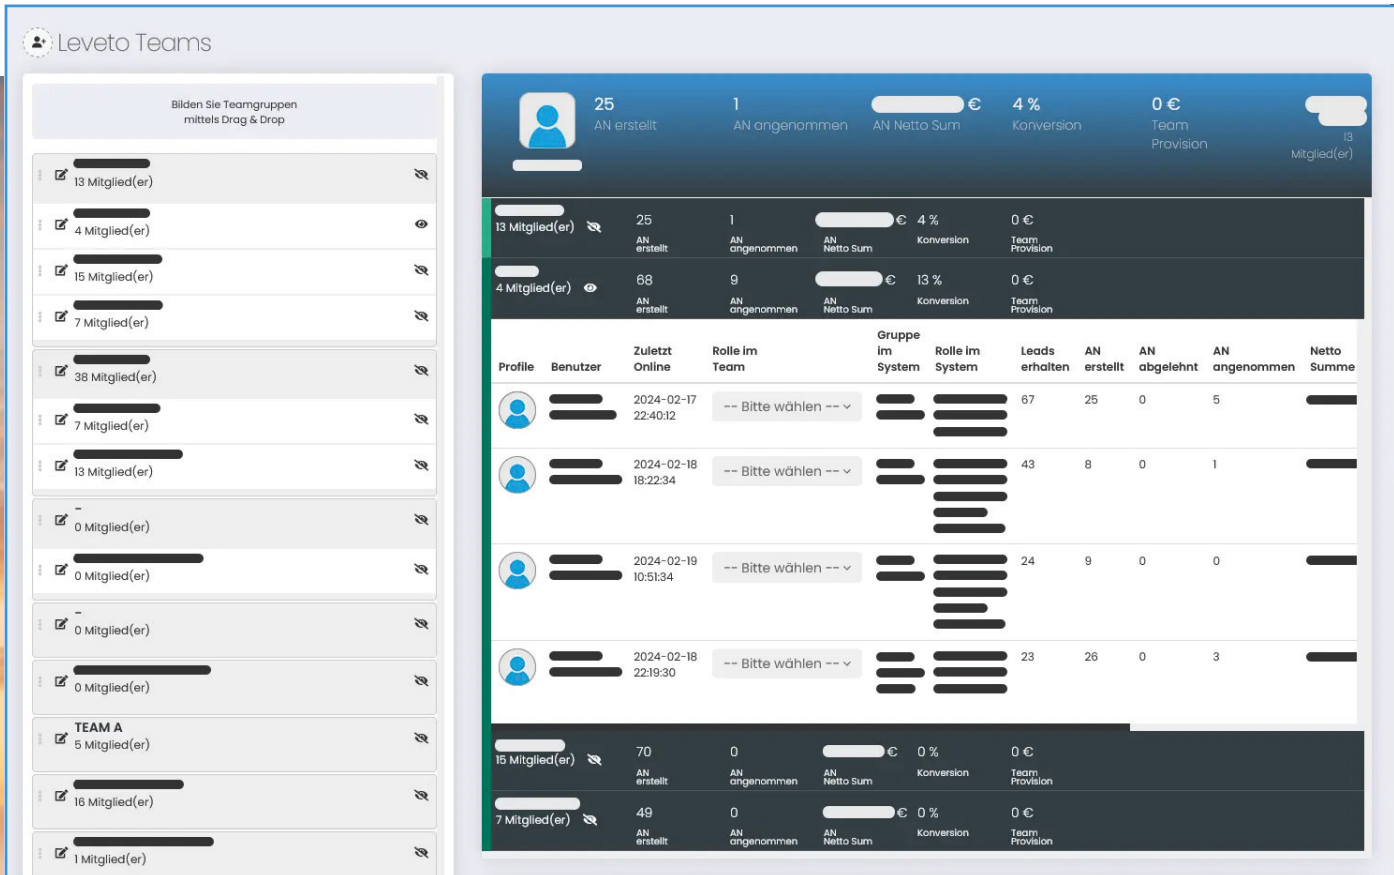 Leveto Teams
Bilden Sie Teamgruppen
mittels Drag & Drop
13 Mitglied(er)
4 Mitglied(er)
15 Mitglied(er)
7 Mitglied(er)
38 Mitglied(er)
7 Mitglied(er)
13 Mitglied(er)
-
0 Mitglied(er)
0 Mitglied(er)
-
0 Mitglied(er)
0 Mitglied(er)
TEAM A
5 Mitglied(er)
16 Mitglied(er)
1 Mitglied(er)
25 1 € 4 % 0 €
AN erstellt AN angenommen AN Netto Sum Konversion Team
Provision
13
Mitglied(er)
13 Mitglied(er) 25 1 € 4 % 0 €
AN AN AN Konversion Team
erstellt angenommen Netto Sum Provision
4 Mitglied(er) 68 9 € 13 % 0 €
AN AN AN Konversion Team
erstellt angenommen Netto Sum Provision
Gruppe
Zuletzt Rolle im im Rolle im Leads AN AN AN Netto
Profile Benutzer Online Team System System erhalten erstellt abgelehnt angenommen Summe
2024-02-17 -- Bitte wählen -- 67 25 0 5
22:40:12
2024-02-18 -- Bitte wählen -- 43 8 0 1
18:22:34
2024-02-19 -- Bitte wählen -- 24 9 0 0
10:51:34
2024-02-18 -- Bitte wählen -- 23 26 0 3
22:19:30
15 Mitglied(er) 70 0 € 0 % 0 €
AN AN AN Konversion Team
erstellt angenommen Netto Sum Provision
7 Mitglied(er) 49 0 € 0 % 0 €
AN AN AN Konversion Team
erstellt angenommen Netto Sum Provision